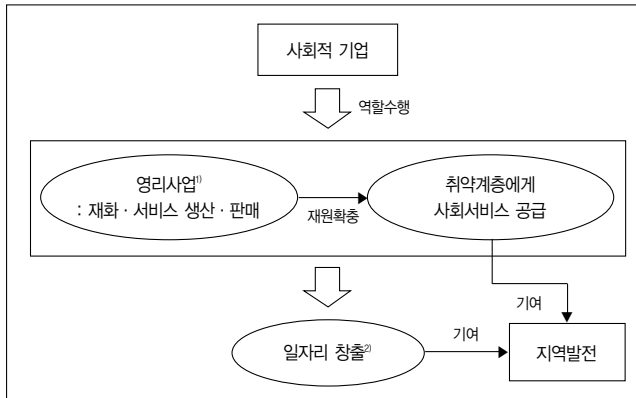 사회적 기업
역할수행
영리사업¹⁾
: 재화·서비스 생산·판매
재원확충
취약계층에게
사회서비스 공급
기여
일자리 창출²⁾
기여
지역발전